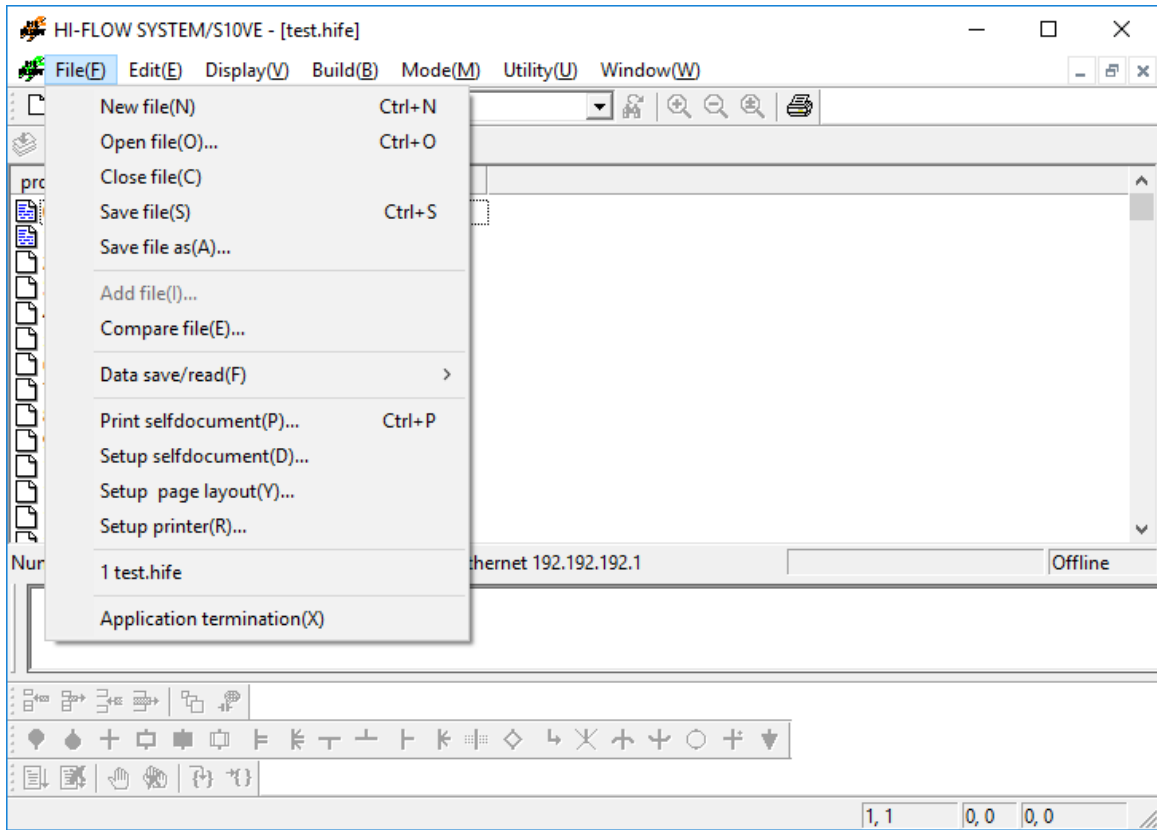 HI-FLOW SYSTEM/S10VE - [test.hife]
File(F) Edit(E) Display(V) Build(B) Mode(M) Utility(U) Window(W)
New file(N) Ctrl+N
Open file(O)... Ctrl+O
Close file(C)
Save file(S) Ctrl+S
Save file as(A)...
Add file(I)...
Compare file(E)...
Data save/read(F)
Print selfdocument(P)... Ctrl+P
Setup selfdocument(D)...
Setup page layout(Y)...
Setup printer(R)...
192.192.192.1 Offline
1 test.hife
Application termination(X)
1, 1 0, 0 0, 0